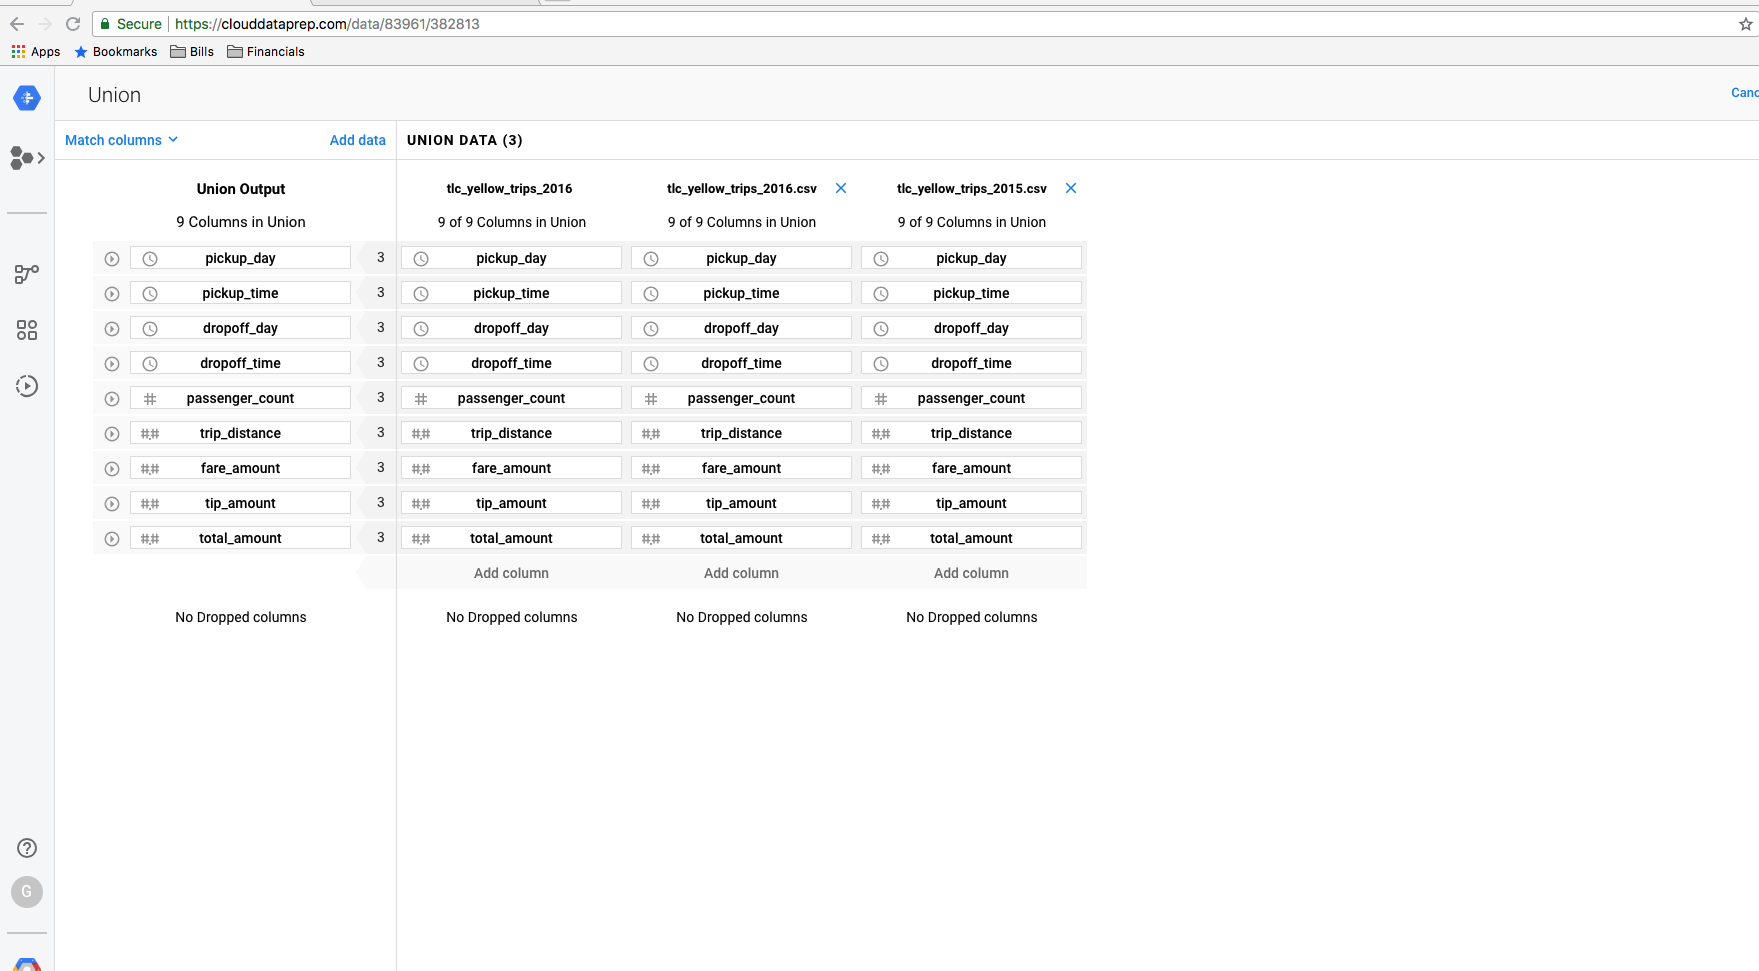 Secure https://clouddataprep.com/data/83961/382813
Apps Bookmarks Bills Financials
Union
Canc
Match columns Add data UNION DATA (3)
Union Output tlc_yellow_trips_2016 tlc_yellow_trips_2016.csv tlc_yellow_trips_2015.csv
9 Columns in Union 9 of 9 Columns in Union 9 of 9 Columns in Union 9 of 9 Columns in Union
pickup_day 3 pickup_day pickup_day pickup_day
pickup_time 3 pickup_time pickup_time pickup_time
dropoff_day 3 dropoff_day dropoff_day dropoff_day
dropoff_time 3 dropoff_time dropoff_time dropoff_time
# passenger_count 3 # passenger_count # passenger_count # passenger_count
#.# trip_distance 3 #.# trip_distance #.# trip_distance #.# trip_distance
#.# fare_amount 3 #.# fare_amount #.# fare_amount #.# fare_amount
#.# tip_amount 3 #.# tip_amount #.# tip_amount #.# tip_amount
#.# total_amount 3 #.# total_amount #.# total_amount #.# total_amount
Add column Add column Add column
No Dropped columns No Dropped columns No Dropped columns No Dropped columns
?
G